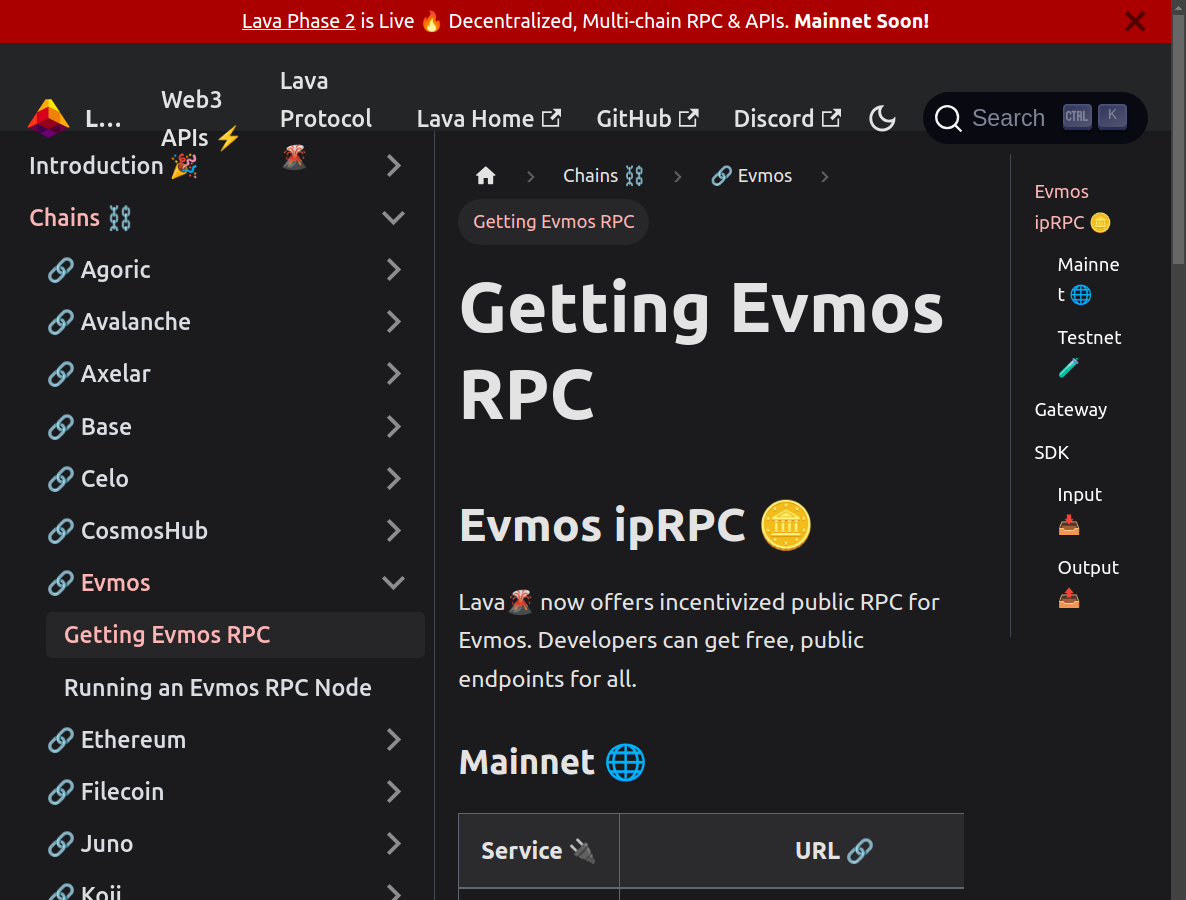 Lava Phase 2 is Live 🔥 Decentralized, Multi-chain RPC & APIs. Mainnet Soon!
L…
Web3
APIs ⚡
Lava
Protocol
🌋
Lava Home
GitHub
Discord
Search
CTRL
K
Introduction 🎉
Chains ⛓️
🔗 Agoric
🔗 Avalanche
🔗 Axelar
🔗 Base
🔗 Celo
🔗 CosmosHub
🔗 Evmos
Getting Evmos RPC
Running an Evmos RPC Node
🔗 Ethereum
🔗 Filecoin
🔗 Juno
🔗 Koii
Chains ⛓️
🔗 Evmos
Getting Evmos RPC
Getting Evmos
RPC
Evmos ipRPC 🪙
Lava🌋 now offers incentivized public RPC for
Evmos. Developers can get free, public
endpoints for all.
Mainnet 🌐
Service 🔌
URL 🔗
Evmos
ipRPC 🪙
Mainne
t 🌐
Testnet
🧪
Gateway
SDK
Input
📥
Output
📤